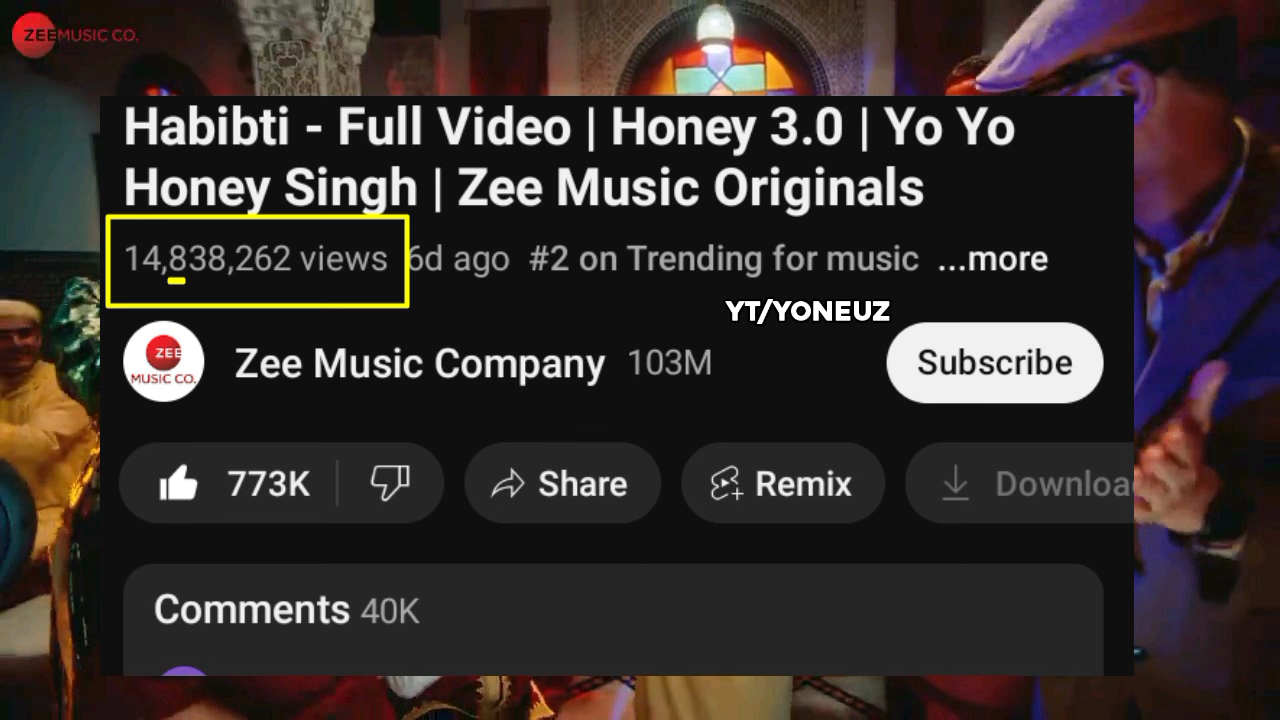 ZEE MUSIC CO.
Habibti - Full Video | Honey 3.0 | Yo Yo
Honey Singh | Zee Music Originals
14,838,262 views 6d ago #2 on Trending for music ...more
YT/YONEUZ
ZEE
MUSIC CO.
Zee Music Company 103M
Subscribe
773K
Share
Remix
Downloa
Comments 40K